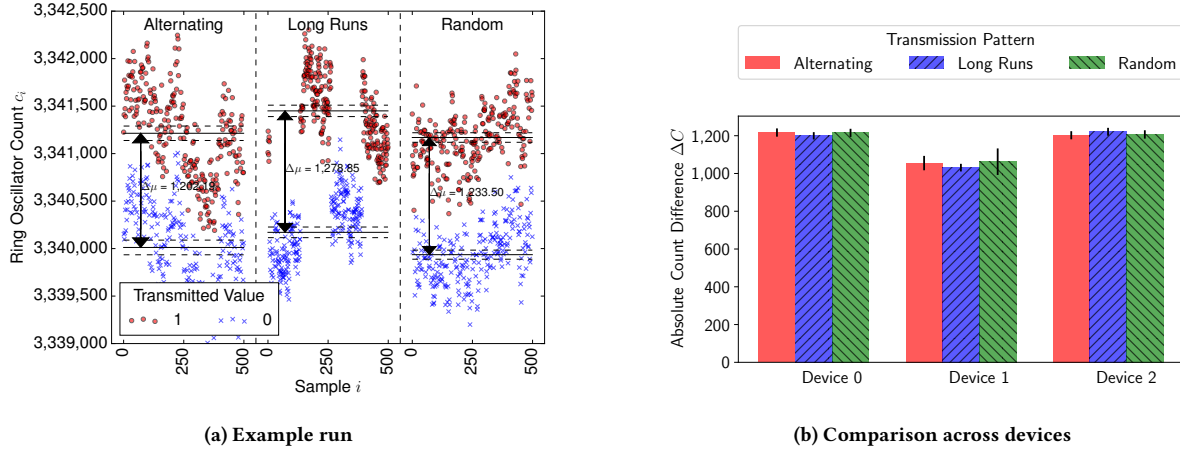 Alternating Long Runs Random
3,342,500
3,342,000
3,341,500
3,341,000
3,340,500
3,340,000
3,339,500
3,339,000
Ring Oscillator Count c_i
Δμ = 1,202.19
Δμ = 1,278.85
Δμ = 1,233.50
Transmitted Value
1 0
0 250 500 0 250 500 0 250 500
Sample i
(a) Example run
Transmission Pattern
Alternating Long Runs Random
1,200
1,000
800
600
400
200
0
Absolute Count Difference ΔC
Device 0 Device 1 Device 2
(b) Comparison across devices